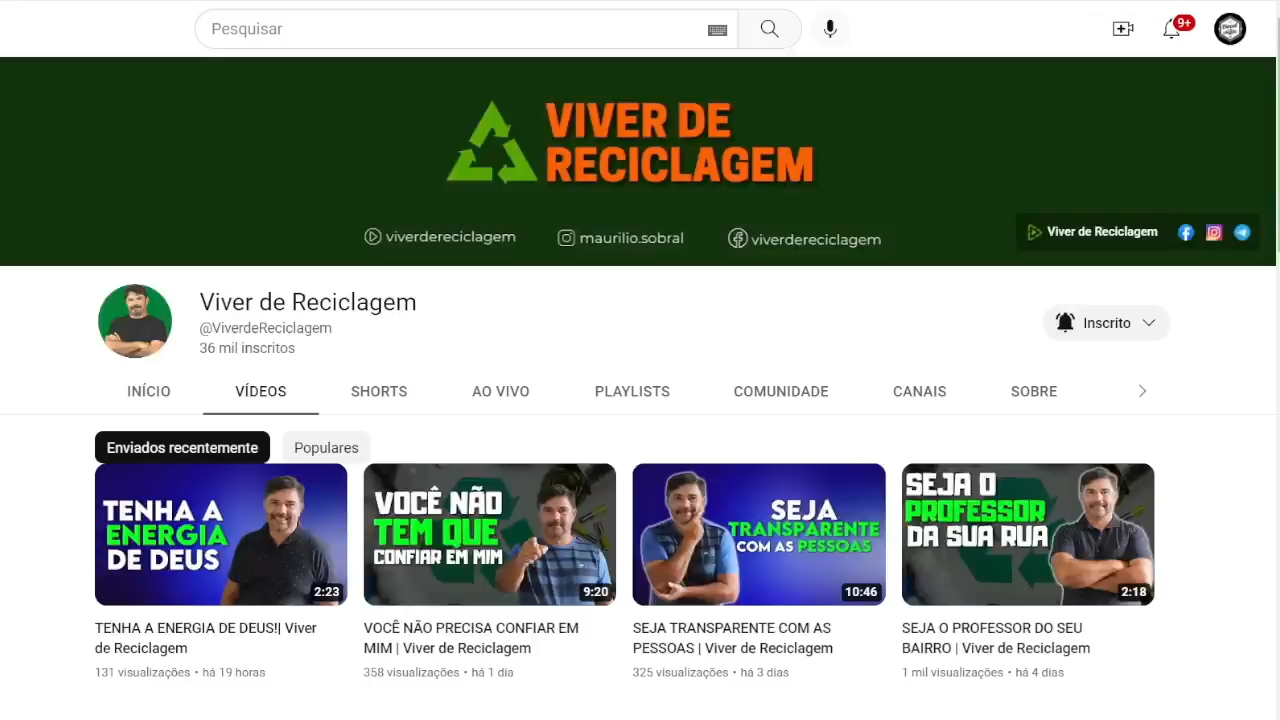 Pesquisar
9+
VIVER DE
RECICLAGEM
viverdereciclagem
maurilio.sobral
viverdereciclagem
Viver de Reciclagem
Viver de Reciclagem
@ViverdeReciclagem
36 mil inscritos
Inscrito
INÍCIO
VÍDEOS
SHORTS
AO VIVO
PLAYLISTS
COMUNIDADE
CANAIS
SOBRE
Enviados recentemente
Populares
TENHA A
ENERGIA
DE DEUS
2:23
VOCÊ NÃO
TEM QUE
CONFIAR EM MIM
9:20
SEJA
TRANSPARENTE
COM AS PESSOAS
10:46
SEJA O
PROFESSOR
DA SUA RUA
2:18
TENHA A ENERGIA DE DEUS!| Viver
de Reciclagem
131 visualizações • há 19 horas
VOCÊ NÃO PRECISA CONFIAR EM
MIM | Viver de Reciclagem
358 visualizações • há 1 dia
SEJA TRANSPARENTE COM AS
PESSOAS | Viver de Reciclagem
325 visualizações • há 3 dias
SEJA O PROFESSOR DO SEU
BAIRRO | Viver de Reciclagem
1 mil visualizações • há 4 dias